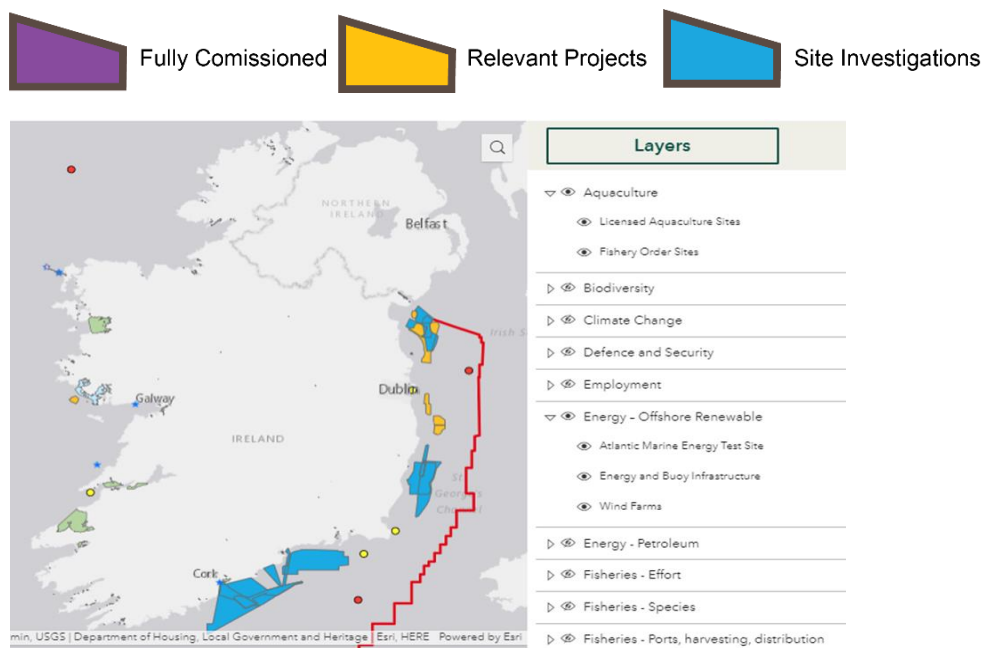 Fully Comissioned
Relevant Projects
Site Investigations
Layers
Aquaculture
Licensed Aquaculture Sites
Fishery Order Sites
Biodiversity
Climate Change
Defence and Security
Employment
Energy – Offshore Renewable
Atlantic Marine Energy Test Site
Energy and Buoy Infrastructure
Wind Farms
Energy - Petroleum
Fisheries - Effort
Fisheries - Species
Fisheries - Ports, harvesting, distribution
NORTHERN
IRELAND
Belfast
Irish S
Dublin
Galway
IRELAND
St
George's
Channel
Cork
min, USGS | Department of Housing, Local Government and Heritage | Esri, HERE Powered by Esri